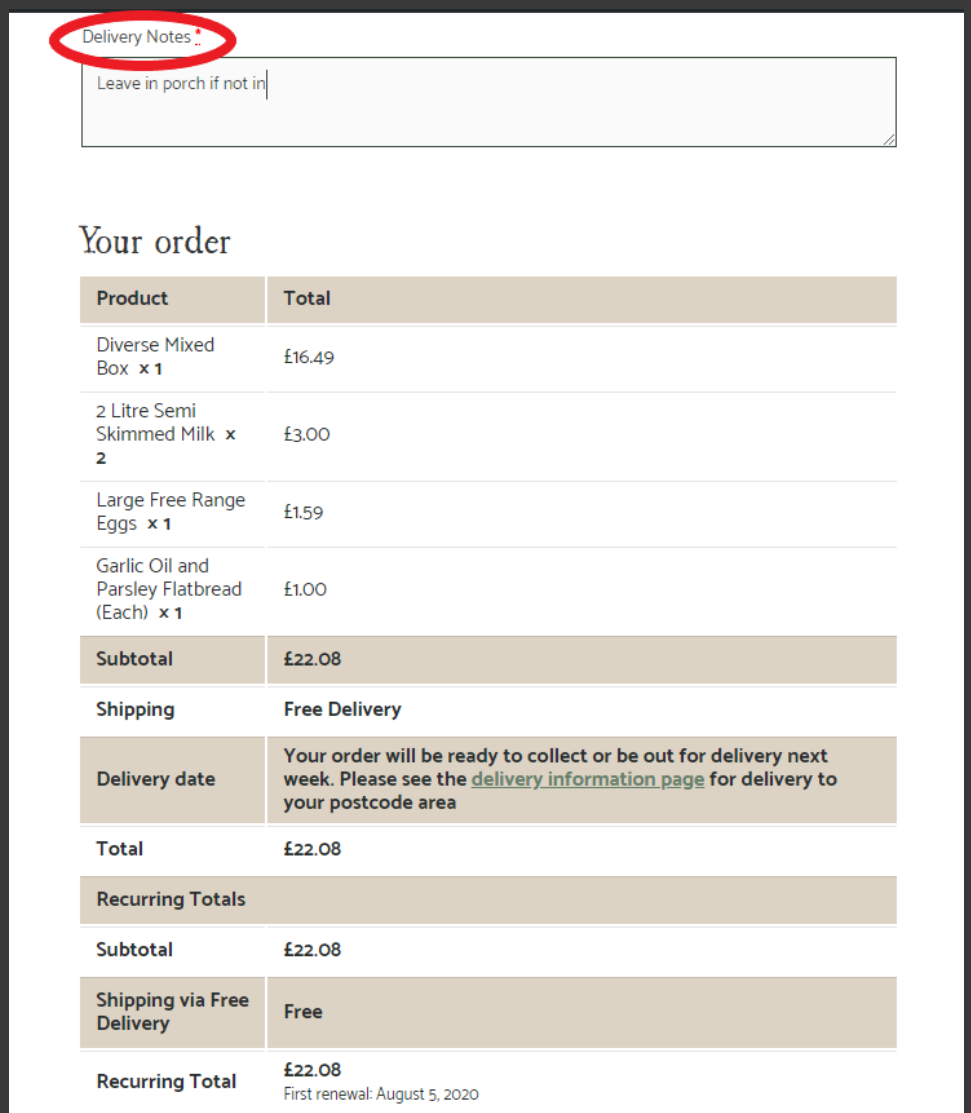 Delivery Notes *
Leave in porch if not in
Your order
Product Total
Diverse Mixed
Box x 1
£16.49
2 Litre Semi
Skimmed Milk x
2
£3.00
Large Free Range
Eggs x 1
£1.59
Garlic Oil and
Parsley Flatbread
(Each) x 1
£1.00
Subtotal £22.08
Shipping Free Delivery
Delivery date
Your order will be ready to collect or be out for delivery next
week. Please see the delivery information page for delivery to
your postcode area
Total £22.08
Recurring Totals
Subtotal £22.08
Shipping via Free
Delivery
Free
Recurring Total
£22.08
First renewal: August 5, 2020